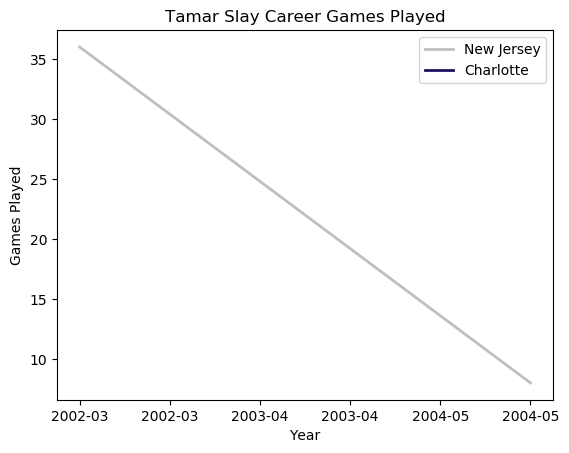 Tamar Slay Career Games Played
New Jersey
Charlotte
35
30
25
20
15
10
Games Played
2002-03 2002-03 2003-04 2003-04 2004-05 2004-05
Year